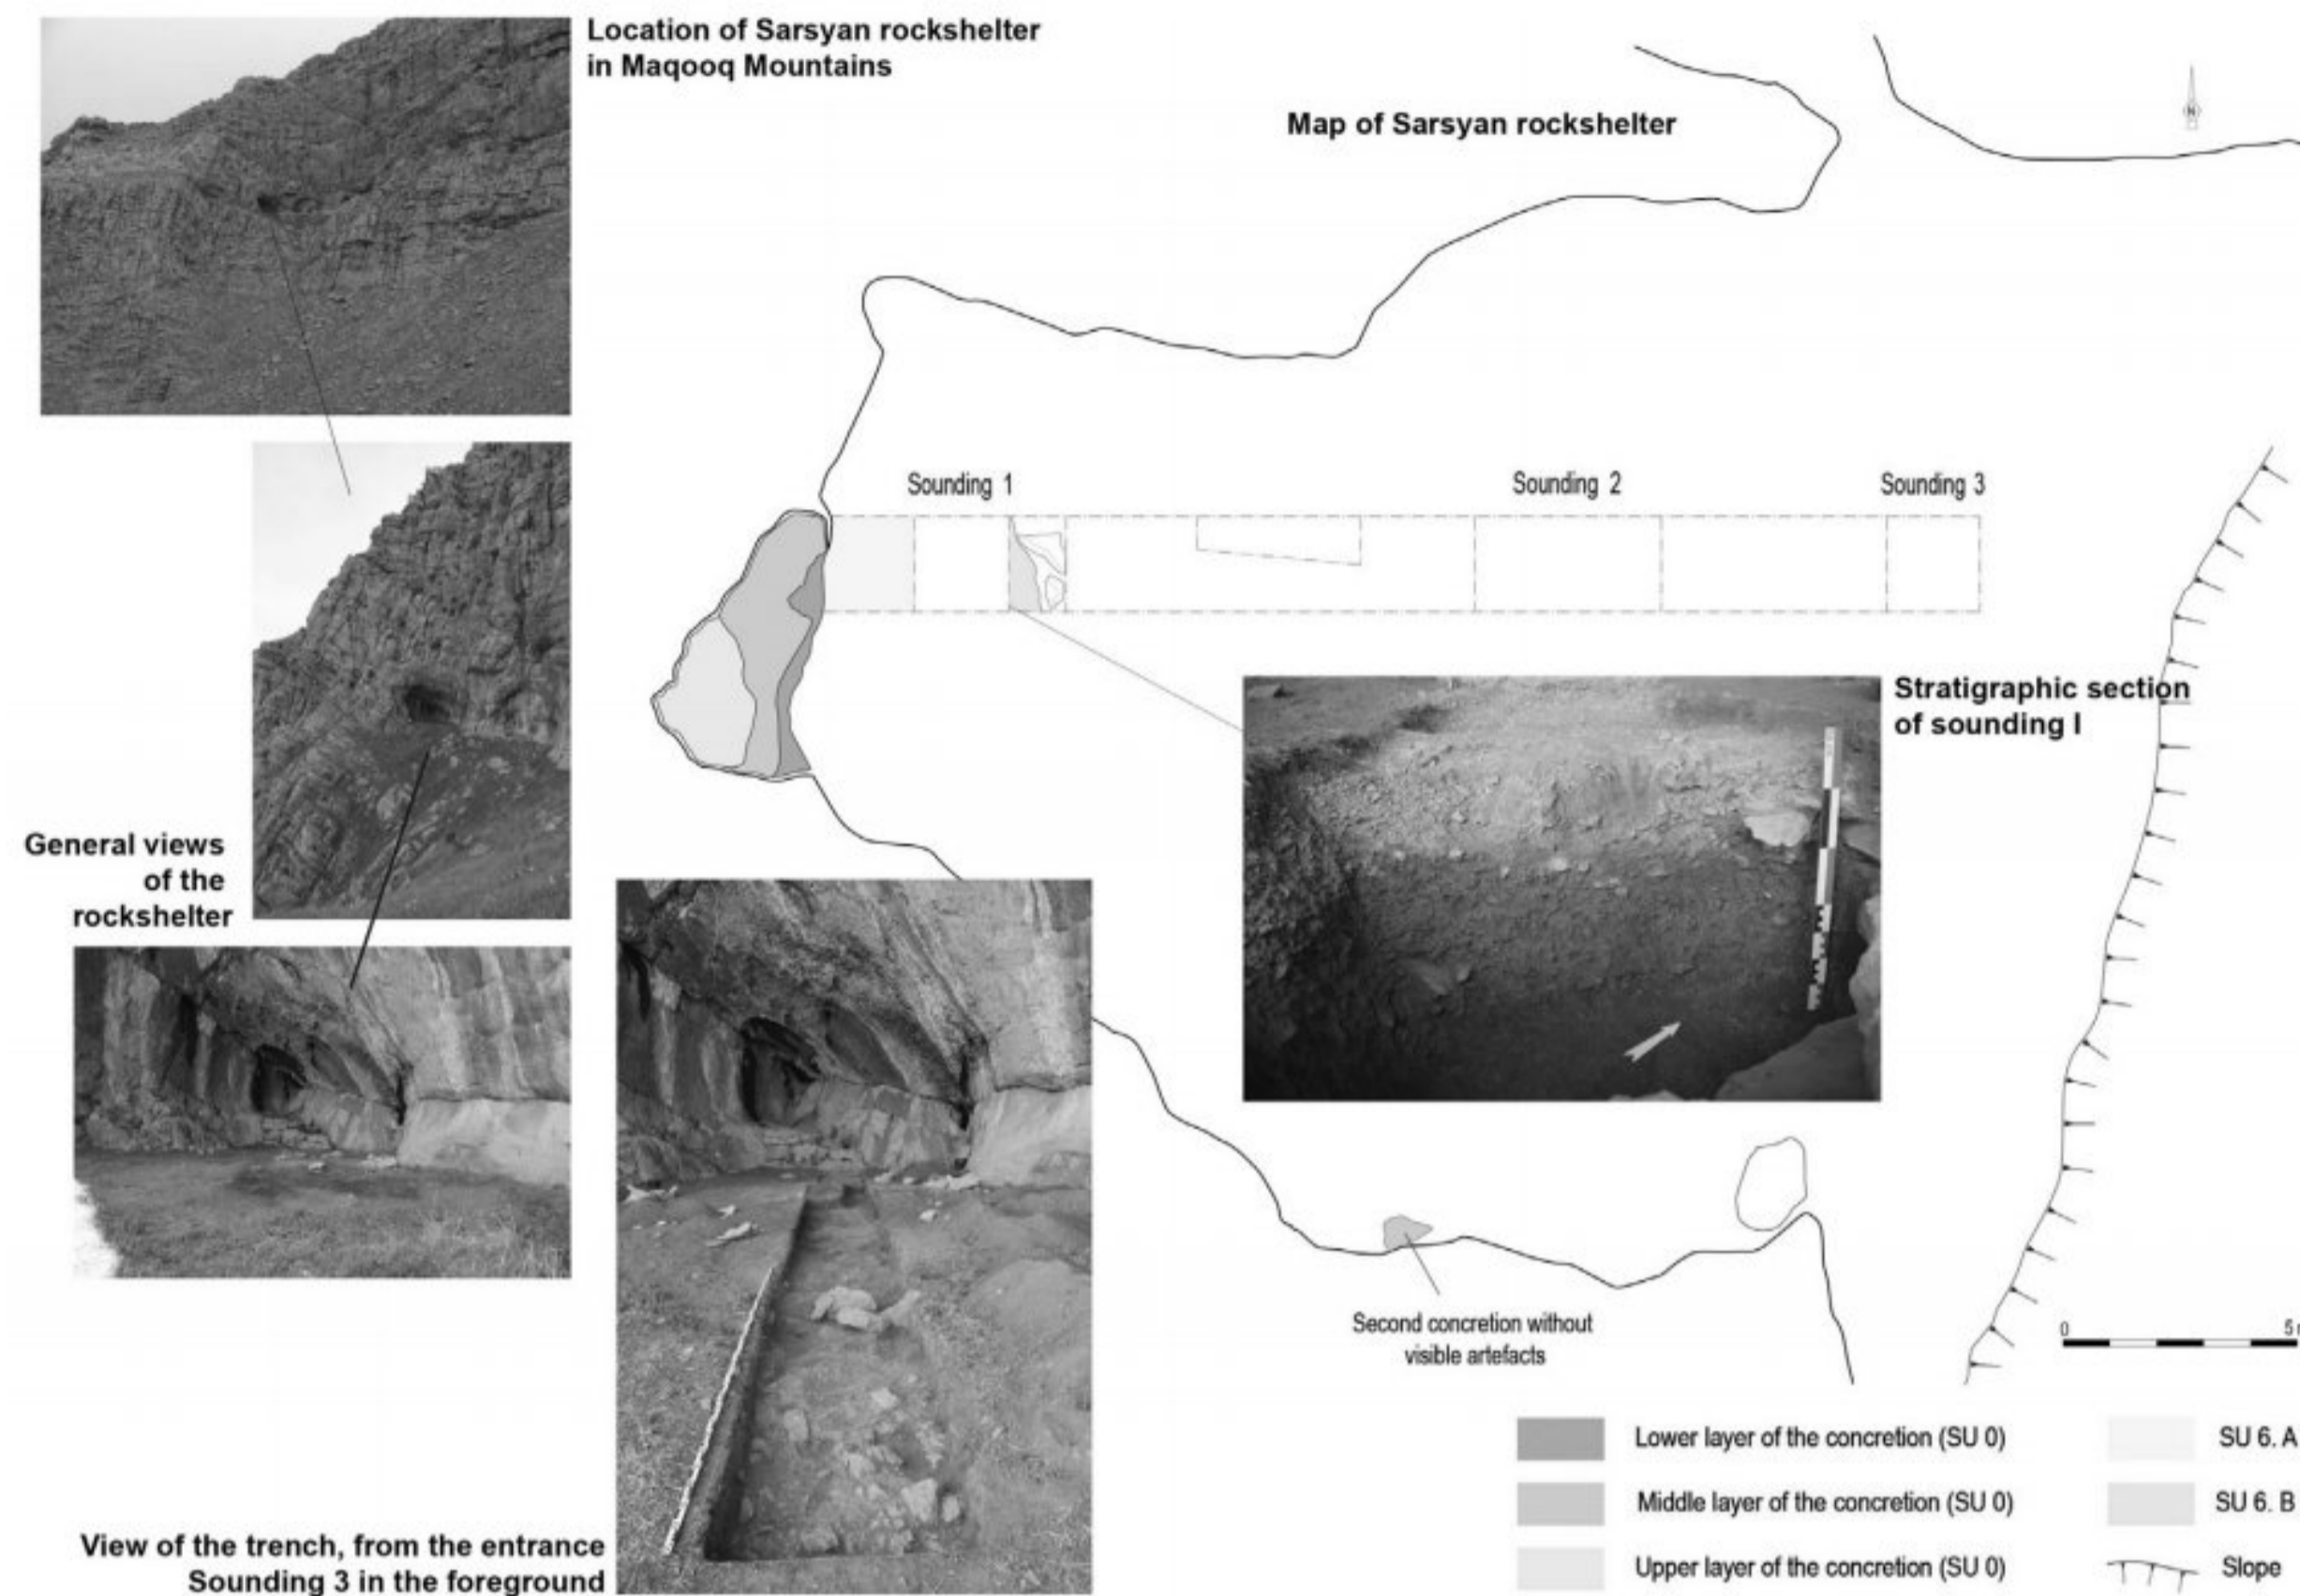 Location of Sarsyan rockshelter
in Maqooq Mountains
Map of Sarsyan rockshelter
N
Sounding 1
Sounding 2
Sounding 3
Stratigraphic section
of sounding I
General views
of the
rockshelter
Second concretion without
visible artefacts
0
5
View of the trench, from the entrance
Sounding 3 in the foreground
Lower layer of the concretion (SU 0)
Middle layer of the concretion (SU 0)
Upper layer of the concretion (SU 0)
SU 6. A
SU 6. B
Slope